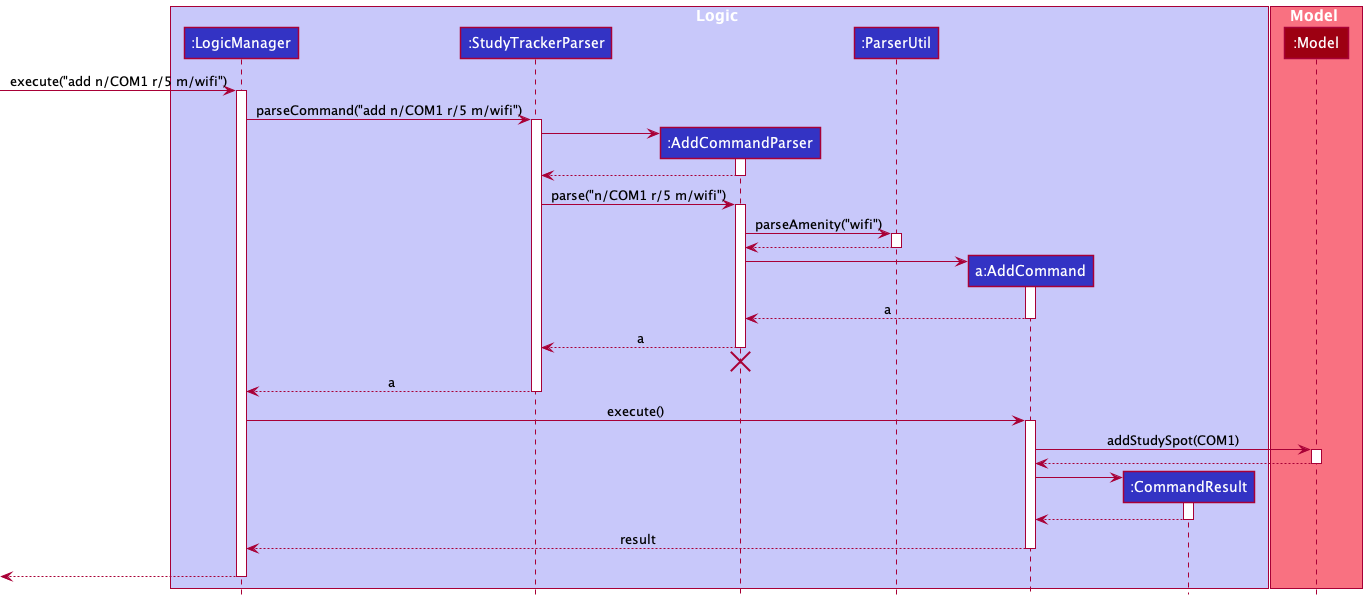 Logic
Model
:LogicManager
:StudyTrackerParser
:ParserUtil
:Model
execute("add n/COM1 r/5 m/wifi")
parseCommand("add n/COM1 r/5 m/wifi")
:AddCommandParser
parse("n/COM1 r/5 m/wifi")
parseAmenity("wifi")
a:AddCommand
a
a
a
execute()
addStudySpot(COM1)
:CommandResult
result